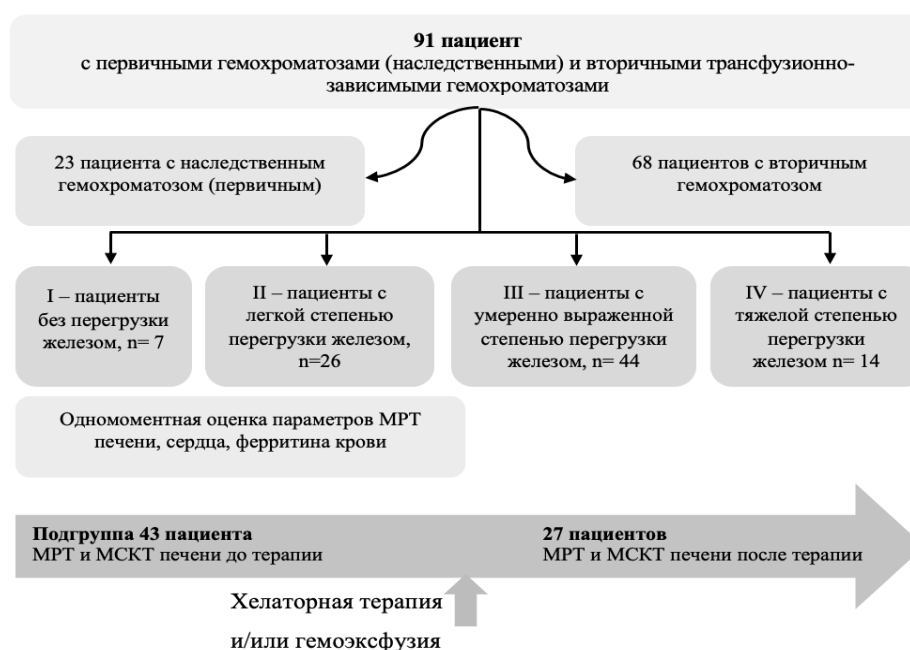 91 пациент
с первичными гемохроматозами (наследственными) и вторичными трансфузионно-
зависимыми гемохроматозами
23 пациента с наследственным
гемохроматозом (первичным)
68 пациентов с вторичным
гемохроматозом
I – пациенты
без перегрузки
железом, n= 7
II – пациенты с
легкой степенью
перегрузки железом,
n=26
III – пациенты с
умеренно выраженной
степенью перегрузки
железом, n= 44
IV – пациенты с
тяжелой степенью
перегрузки
железом n= 14
Одномоментная оценка параметров МРТ
печени, сердца, ферритина крови
Подгруппа 43 пациента
МРТ и МСКТ печени до терапии
27 пациентов
МРТ и МСКТ печени после терапии
Хелаторная терапия
и/или гемоэксфузия